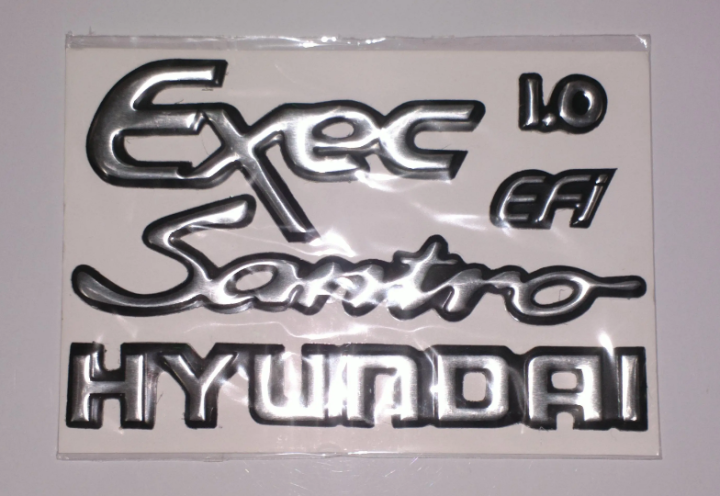 Exec
1.0
EFi
Santro
HYUNDAI